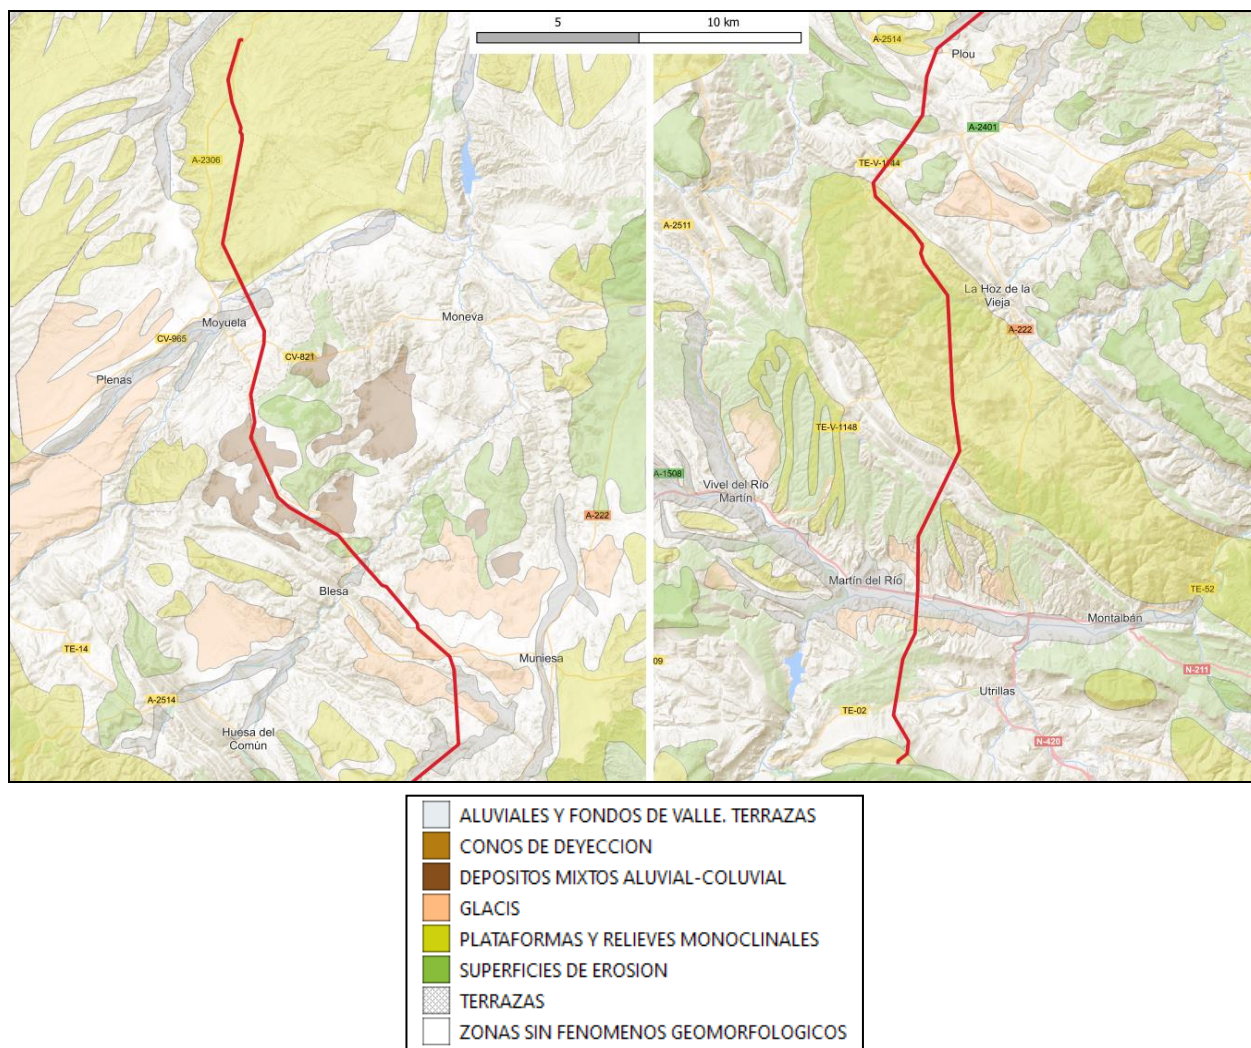 5
10 km
A-2306
Moyuela
Moneva
CV-965
CV-821
Plenas
A-222
Blesa
TE-14
Muniesa
A-2514
Huesa del
Común
A-2514
Plou
A-2401
TE-V-1144
A-2511
La Hoz de la
Vieja
A-222
TE-V-1148
A-1508
Vivel del Río
Martín
Martín del Río
TE-52
Montalbán
09
N-211
Utrillas
TE-02
N-420
ALUVIALES Y FONDOS DE VALLE. TERRAZAS
CONOS DE DEYECCION
DEPOSITOS MIXTOS ALUVIAL-COLUVIAL
GLACIS
PLATAFORMAS Y RELIEVES MONOCLINALES
SUPERFICIES DE EROSION
TERRAZAS
ZONAS SIN FENOMENOS GEOMORFOLOGICOS